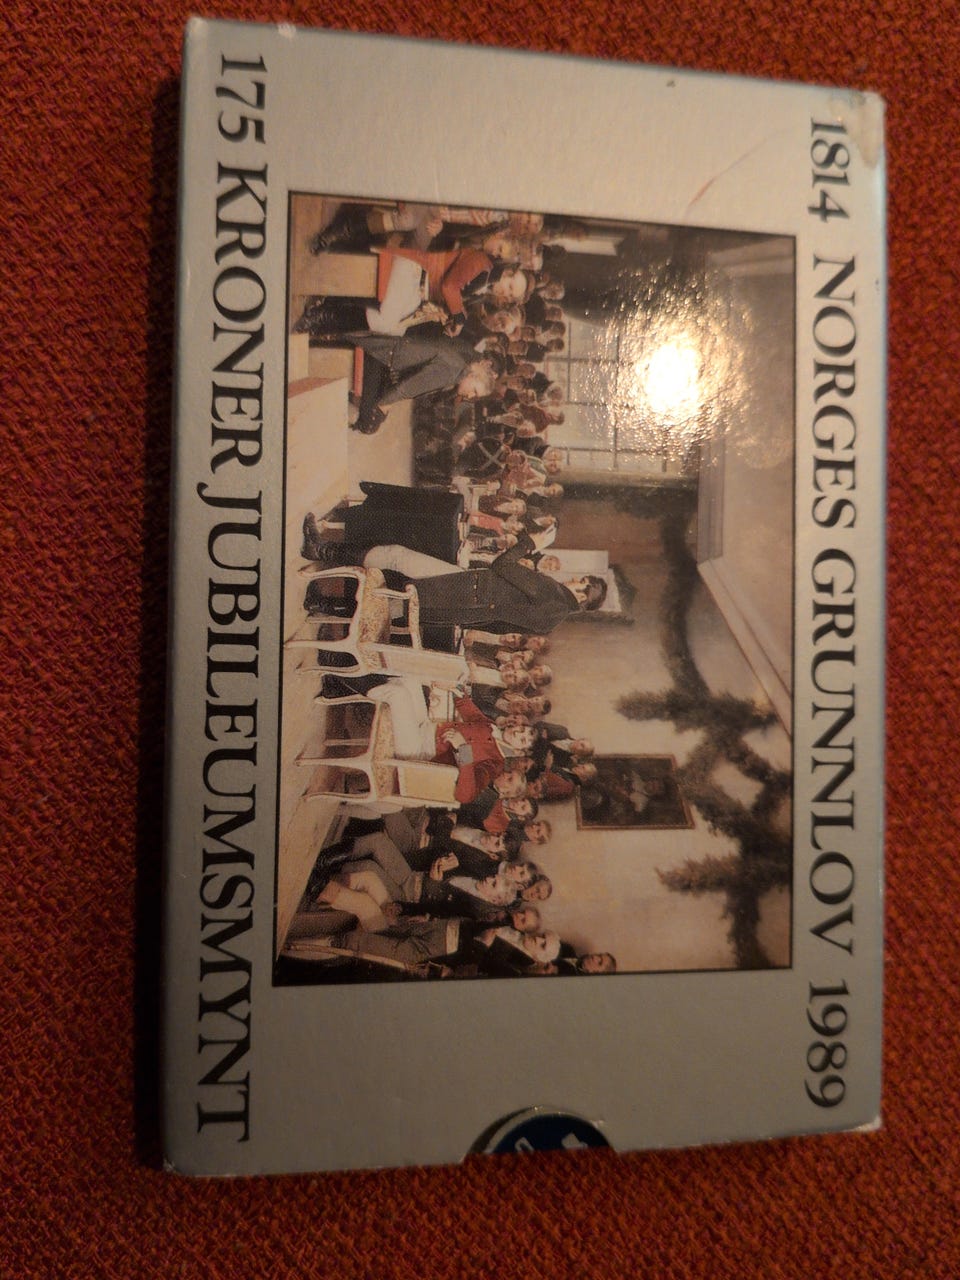 1814 NORGES GRUNNLOV 1989
175 KRONER JUBILEUMSMYNT